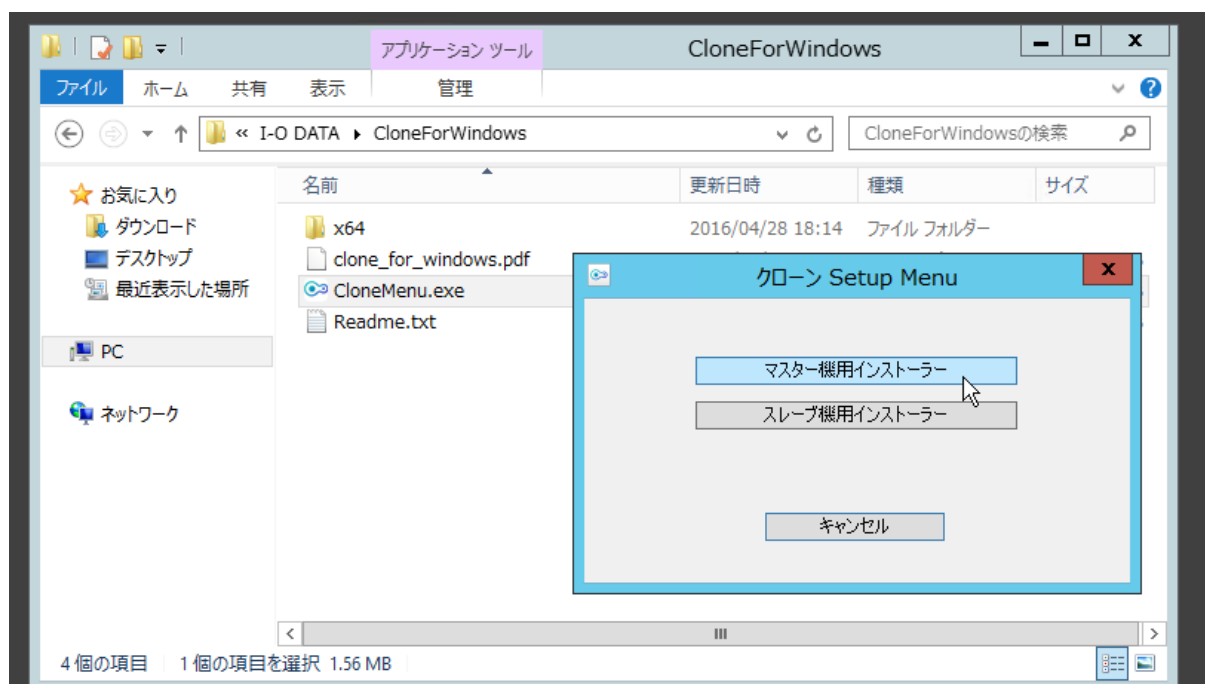 アプリケーション ツール
CloneForWindows
ファイル ホーム 共有 表示 管理
« I-O DATA ▸ CloneForWindows
CloneForWindowsの検索
お気に入り
ダウンロード
デスクトップ
最近表示した場所
PC
ネットワーク
名前 更新日時 種類 サイズ
x64 2016/04/28 18:14 ファイル フォルダー
clone_for_windows.pdf
CloneMenu.exe
Readme.txt
クローン Setup Menu
マスター機用インストーラー
スレーブ機用インストーラー
キャンセル
4 個の項目 1 個の項目を選択 1.56 MB